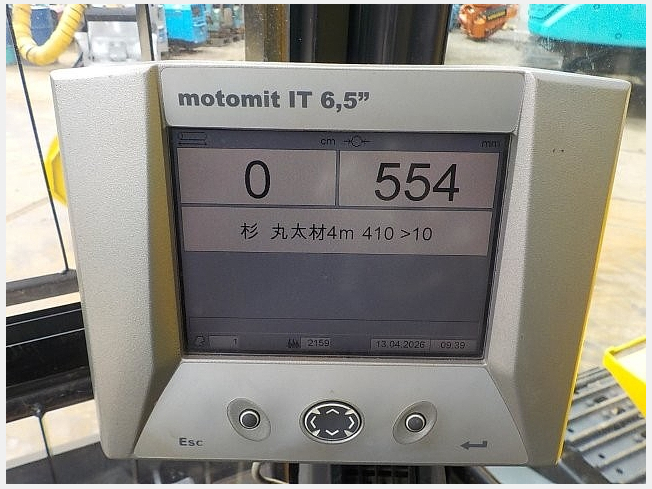 motomit IT 6,5”
cm mm
0 554
杉 丸太材4m 410 >10
1 2159 13.04.2026 09:39
Esc